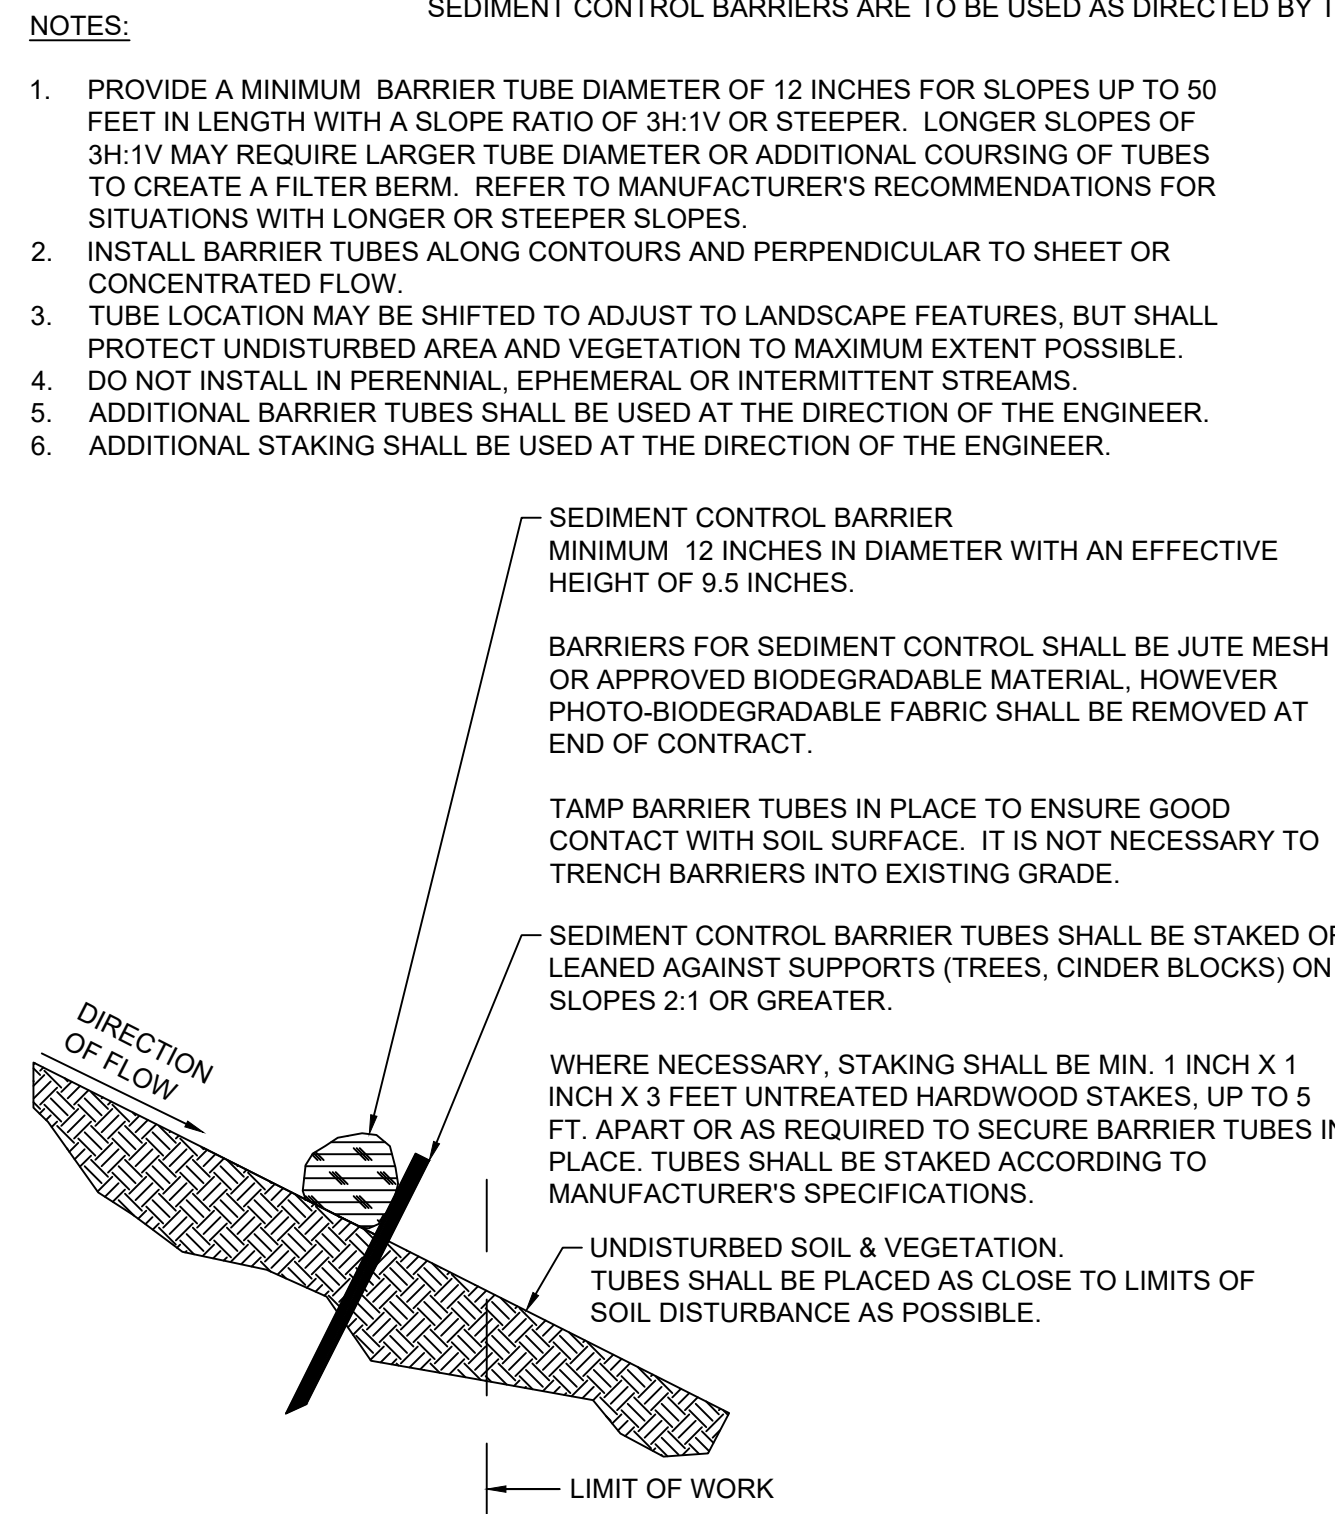 SEDIMENT CONTROL BARRIERS ARE TO BE USED AS DIRECTED BY
NOTES:
1. PROVIDE A MINIMUM BARRIER TUBE DIAMETER OF 12 INCHES FOR SLOPES UP TO 50
FEET IN LENGTH WITH A SLOPE RATIO OF 3H:1V OR STEEPER. LONGER SLOPES OF
3H:1V MAY REQUIRE LARGER TUBE DIAMETER OR ADDITIONAL COURSING OF TUBES
TO CREATE A FILTER BERM. REFER TO MANUFACTURER'S RECOMMENDATIONS FOR
SITUATIONS WITH LONGER OR STEEPER SLOPES.
2. INSTALL BARRIER TUBES ALONG CONTOURS AND PERPENDICULAR TO SHEET OR
CONCENTRATED FLOW.
3. TUBE LOCATION MAY BE SHIFTED TO ADJUST TO LANDSCAPE FEATURES, BUT SHALL
PROTECT UNDISTURBED AREA AND VEGETATION TO MAXIMUM EXTENT POSSIBLE.
4. DO NOT INSTALL IN PERENNIAL, EPHEMERAL OR INTERMITTENT STREAMS.
5. ADDITIONAL BARRIER TUBES SHALL BE USED AT THE DIRECTION OF THE ENGINEER.
6. ADDITIONAL STAKING SHALL BE USED AT THE DIRECTION OF THE ENGINEER.
SEDIMENT CONTROL BARRIER
MINIMUM 12 INCHES IN DIAMETER WITH AN EFFECTIVE
HEIGHT OF 9.5 INCHES.
BARRIERS FOR SEDIMENT CONTROL SHALL BE JUTE MESH
OR APPROVED BIODEGRADABLE MATERIAL, HOWEVER
PHOTO-BIODEGRADABLE FABRIC SHALL BE REMOVED AT
END OF CONTRACT.
TAMP BARRIER TUBES IN PLACE TO ENSURE GOOD
CONTACT WITH SOIL SURFACE. IT IS NOT NECESSARY TO
TRENCH BARRIERS INTO EXISTING GRADE.
SEDIMENT CONTROL BARRIER TUBES SHALL BE STAKED OR
LEANED AGAINST SUPPORTS (TREES, CINDER BLOCKS) ON
SLOPES 2:1 OR GREATER.
WHERE NECESSARY, STAKING SHALL BE MIN. 1 INCH X 1
INCH X 3 FEET UNTREATED HARDWOOD STAKES, UP TO 5
FT. APART OR AS REQUIRED TO SECURE BARRIER TUBES IN
PLACE. TUBES SHALL BE STAKED ACCORDING TO
MANUFACTURER'S SPECIFICATIONS.
UNDISTURBED SOIL & VEGETATION.
TUBES SHALL BE PLACED AS CLOSE TO LIMITS OF
SOIL DISTURBANCE AS POSSIBLE.
DIRECTION
OF FLOW
LIMIT OF WORK